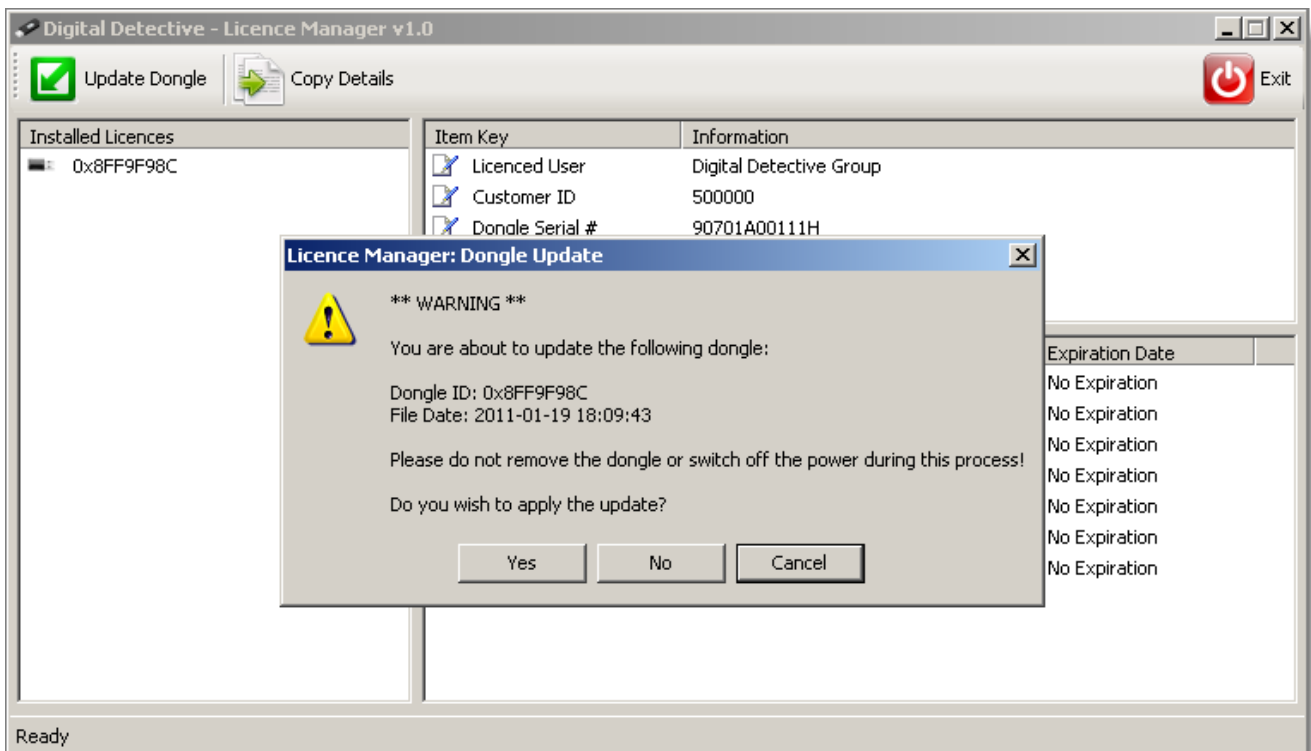 Digital Detective - Licence Manager v1.0
Update Dongle Copy Details Exit
Installed Licences
0x8FF9F98C
Item Key Information
Licenced User Digital Detective Group
Customer ID 500000
Dongle Serial # 90701A00111H
Licence Manager: Dongle Update
** WARNING **
You are about to update the following dongle:
Dongle ID: 0x8FF9F98C
File Date: 2011-01-19 18:09:43
Please do not remove the dongle or switch off the power during this process!
Do you wish to apply the update?
Yes No Cancel
Expiration Date
No Expiration
No Expiration
No Expiration
No Expiration
No Expiration
No Expiration
No Expiration
Ready